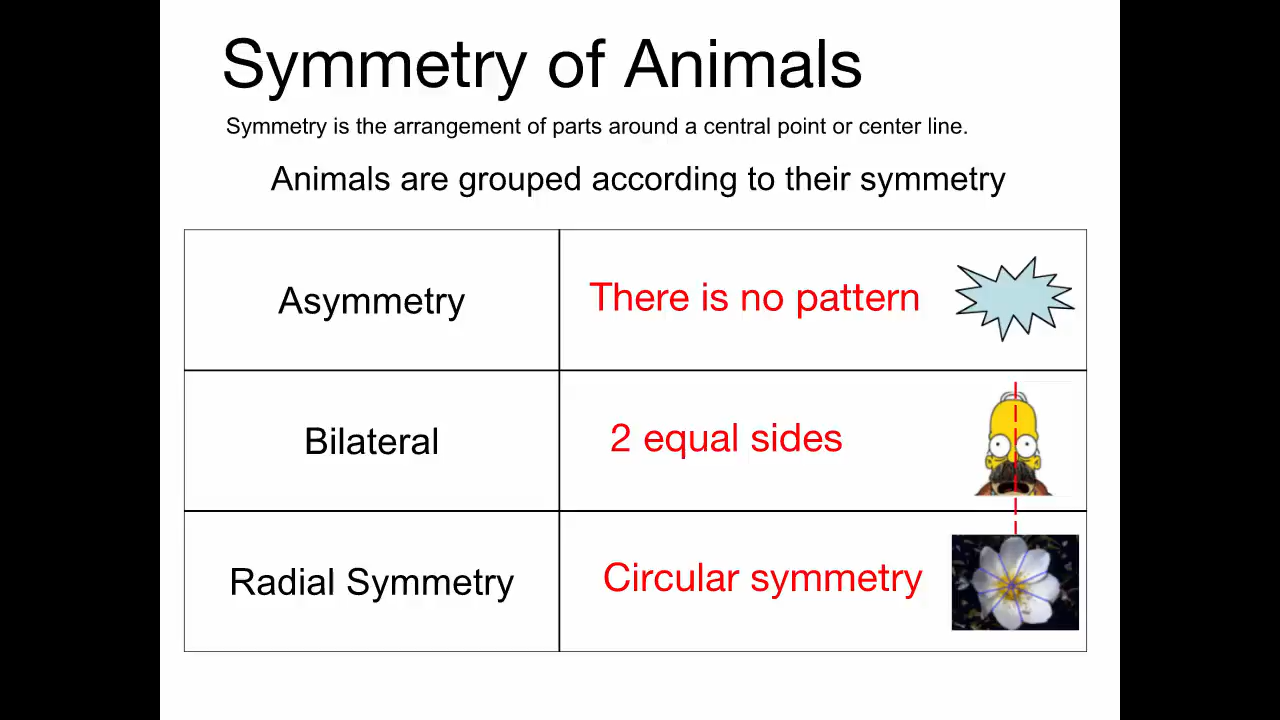 Symmetry of Animals
Symmetry is the arrangement of parts around a central point or center line.
Animals are grouped according to their symmetry
Asymmetry
There is no pattern
Bilateral
2 equal sides
Radial Symmetry
Circular symmetry